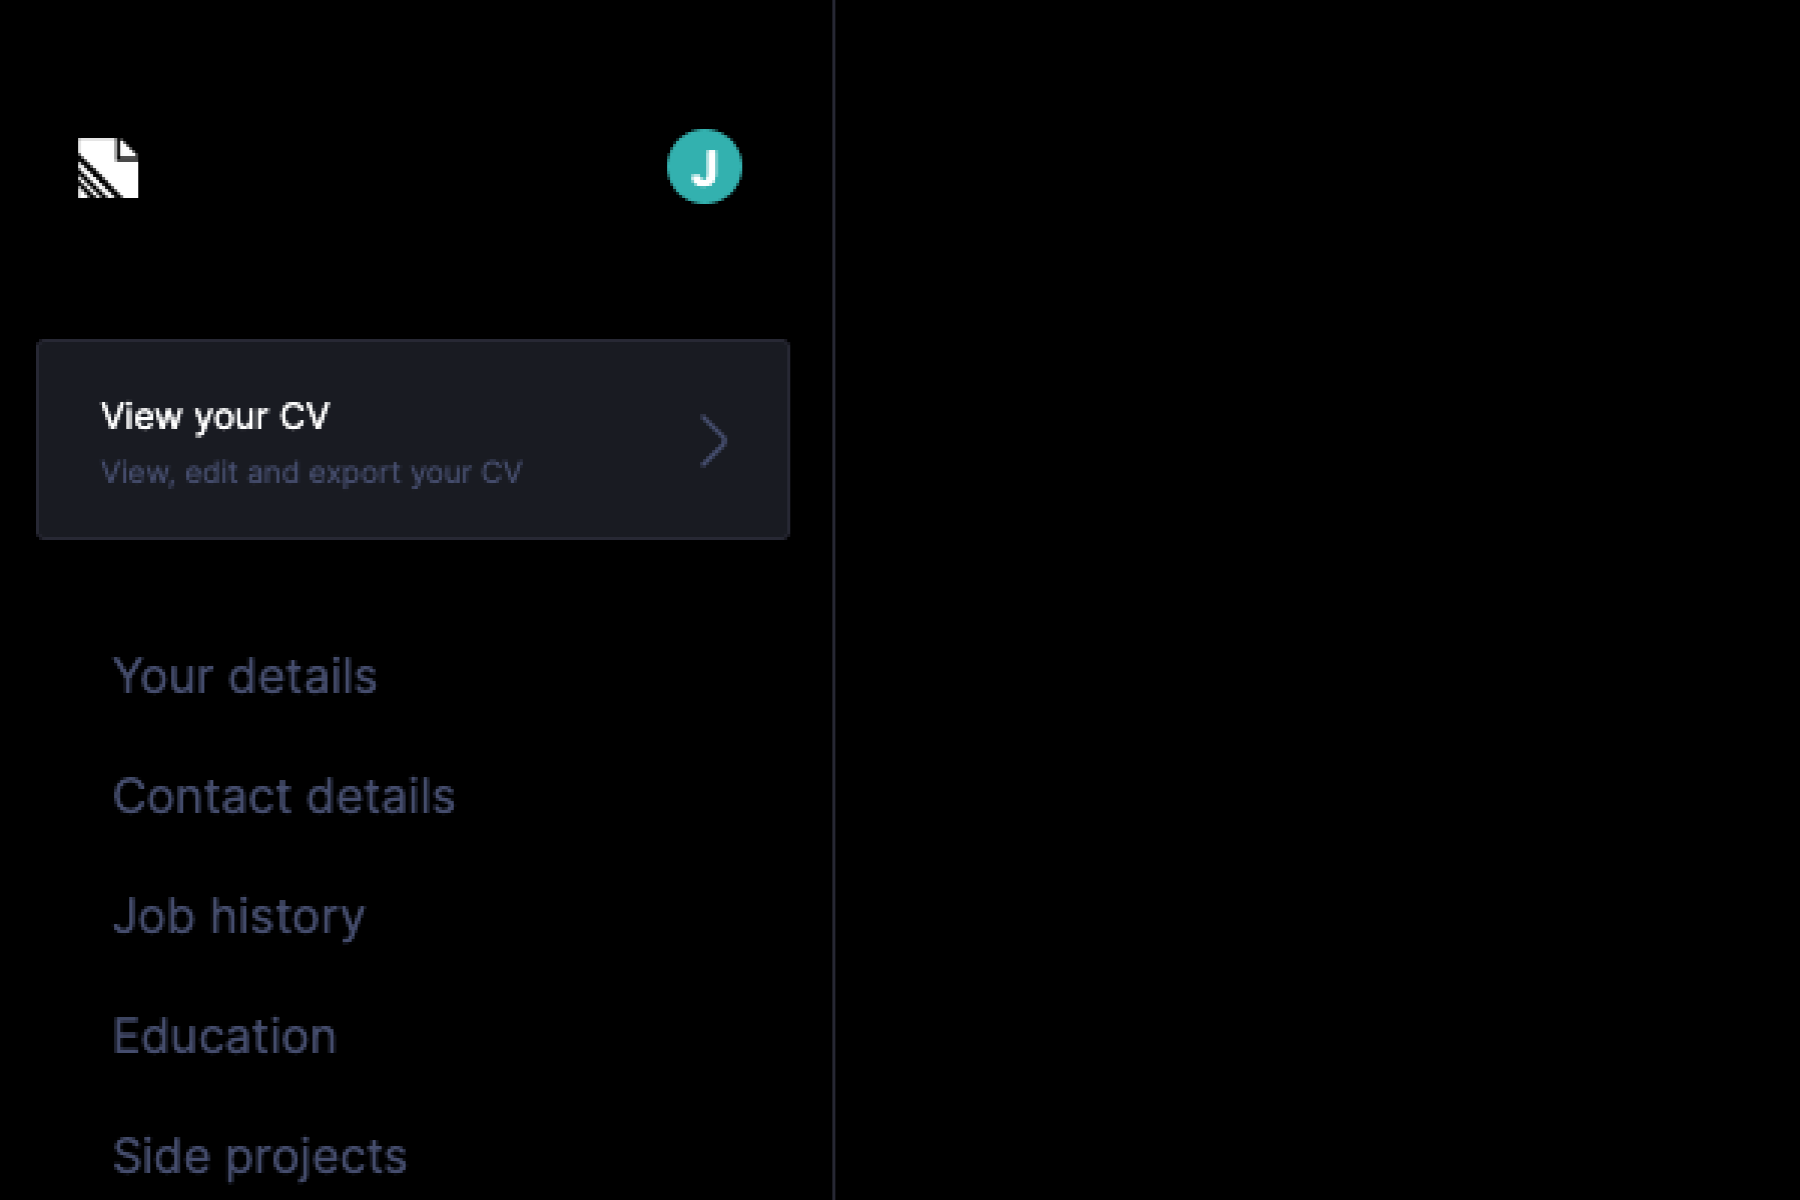 J
View your CV
View, edit and export your CV
Your details
Contact details
Job history
Education
Side projects